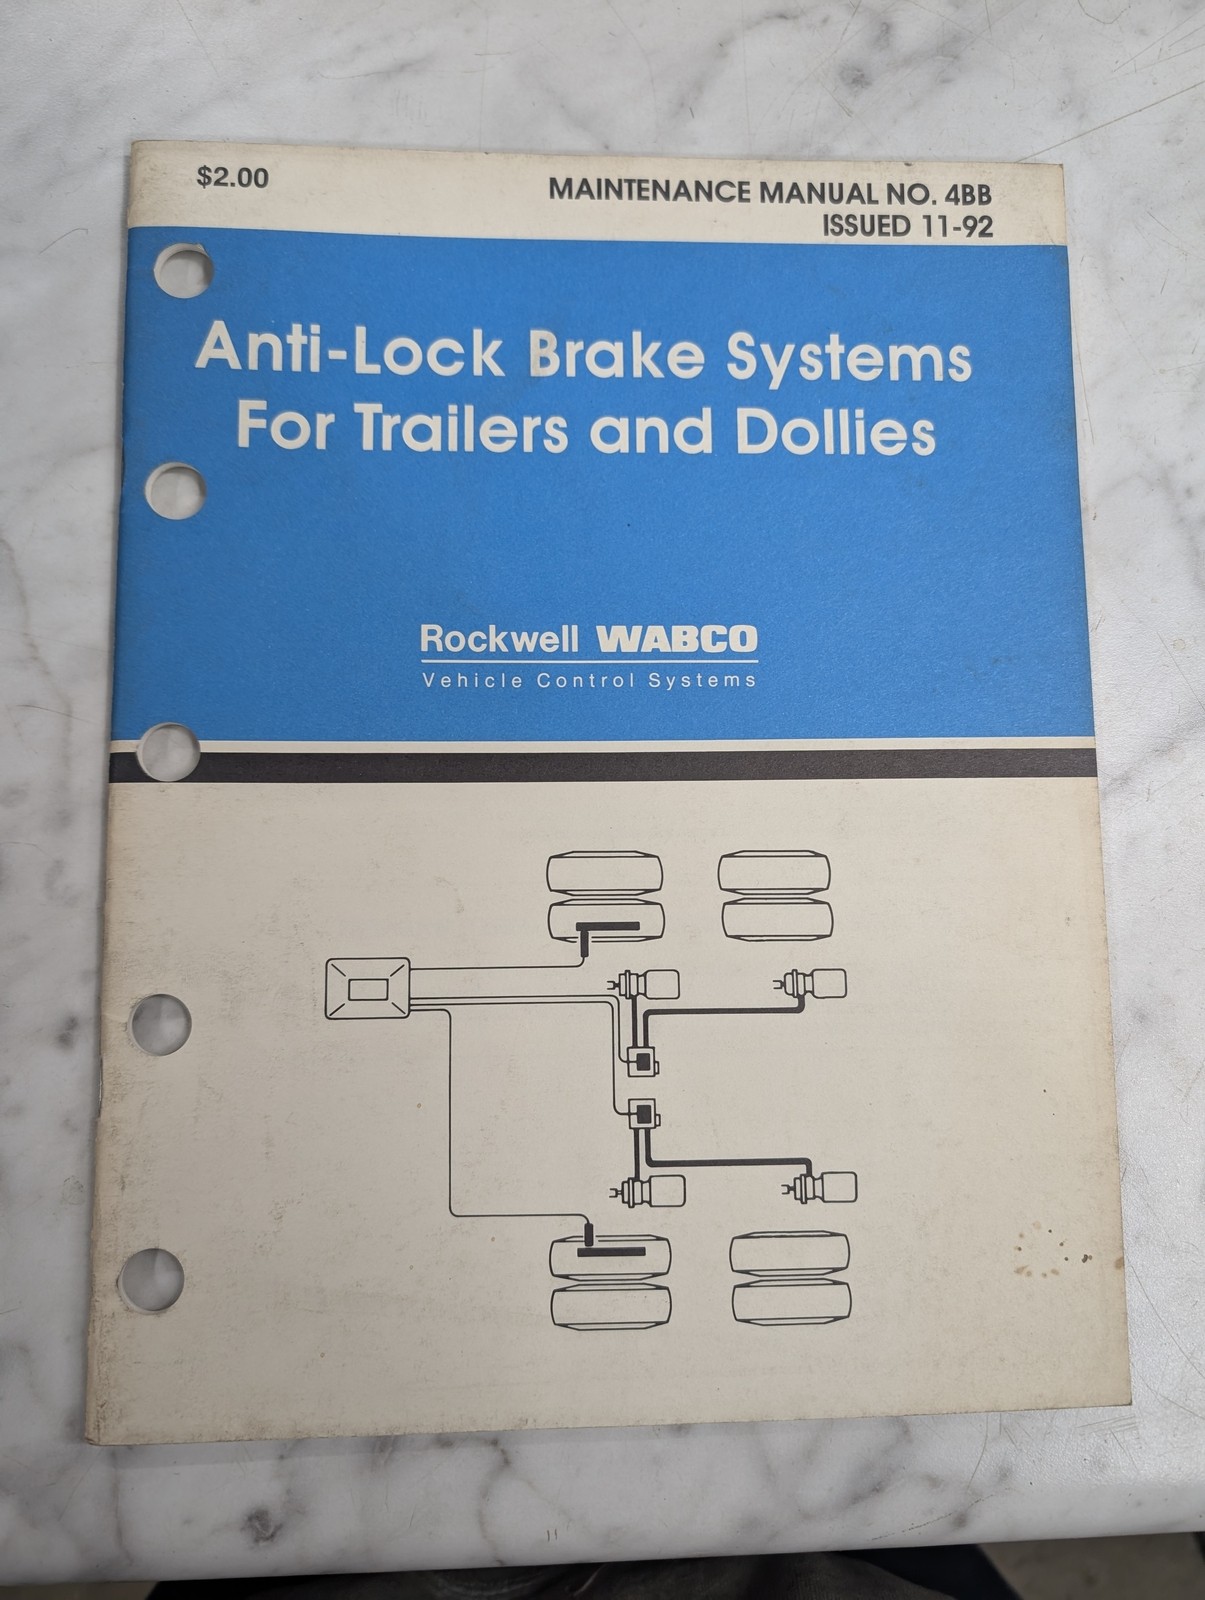 $2.00
MAINTENANCE MANUAL NO. 4BB
ISSUED 11-92
Anti-Lock Brake Systems
For Trailers and Dollies
Rockwell WABCO
Vehicle Control Systems